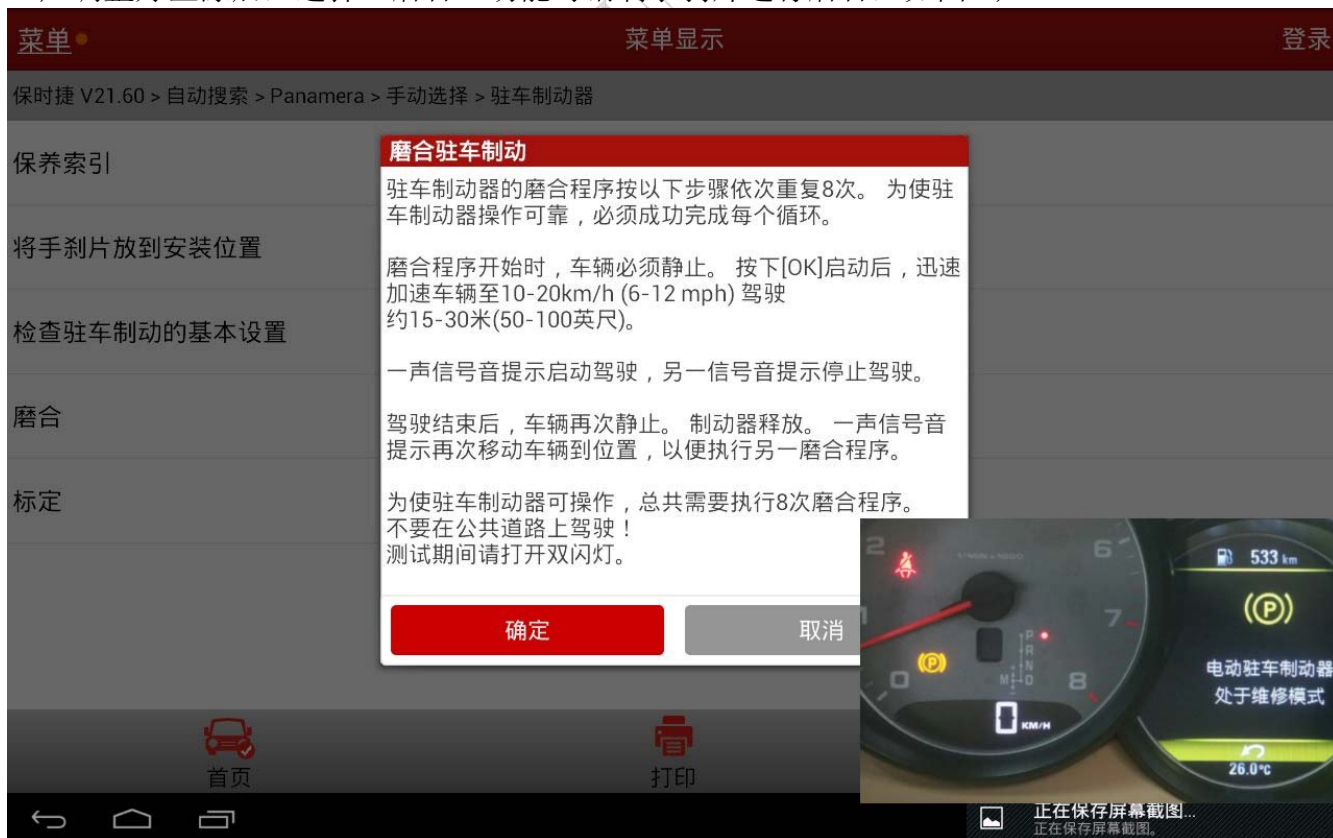 菜单
菜单显示
登录
保时捷 V21.60 > 自动搜索 > Panamera > 手动选择 > 驻车制动器
保养索引
将手刹片放到安装位置
检查驻车制动的基本设置
磨合
标定
磨合驻车制动
驻车制动器的磨合程序按以下步骤依次重复8次。 为使驻
车制动器操作可靠，必须成功完成每个循环。
磨合程序开始时，车辆必须静止。 按下[OK]启动后，迅速
加速车辆至10-20km/h (6-12 mph) 驾驶
约15-30米(50-100英尺)。
一声信号音提示启动驾驶，另一信号音提示停止驾驶。
驾驶结束后，车辆再次静止。 制动器释放。 一声信号音
提示再次移动车辆到位置，以便执行另一磨合程序。
为使驻车制动器可操作，总共需要执行8次磨合程序。
不要在公共道路上驾驶！
测试期间请打开双闪灯。
确定
取消
2
6
7
8
0
1
P
R
N
M D
(P)
0 KM/H
533 km
(P)
电动驻车制动器
处于维修模式
26.0°C
首页
打印
正在保存屏幕截图...
正在保存屏幕截图。